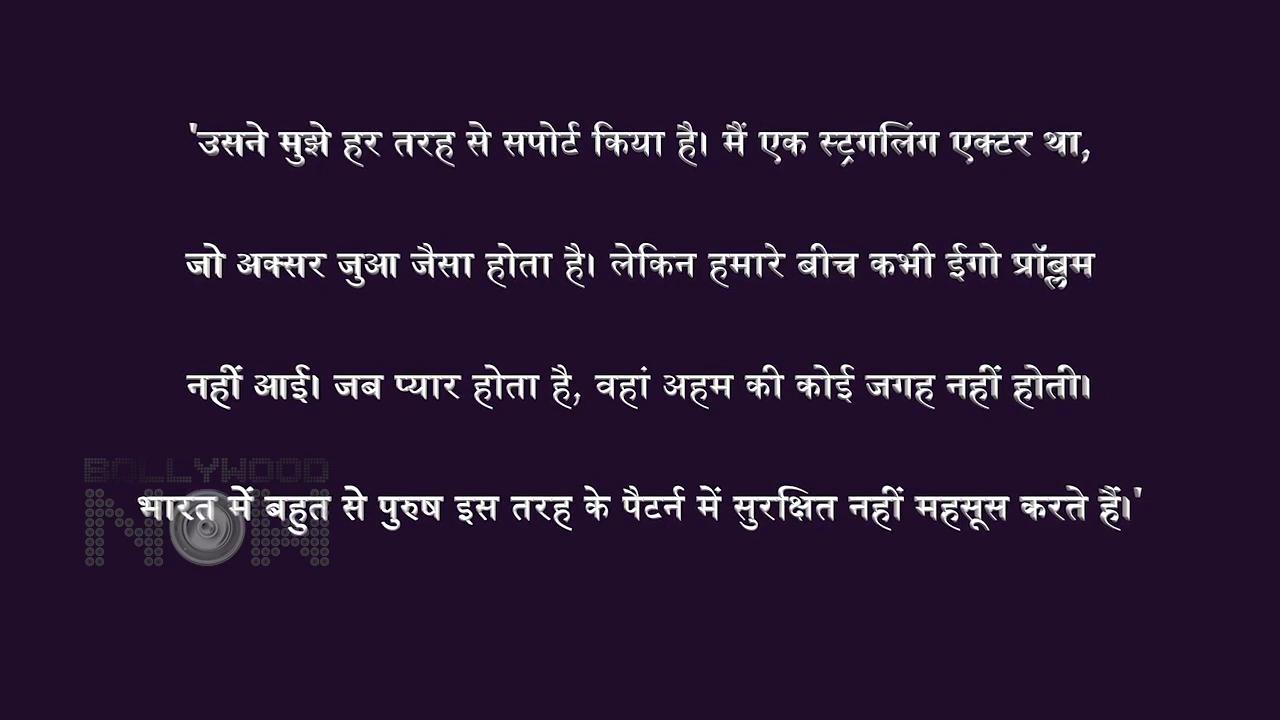 'उसने मुझे हर तरह से सपोर्ट किया है। मैं एक स्ट्रगलिंग एक्टर था,
जो अक्सर जुआ जैसा होता है। लेकिन हमारे बीच कभी ईगो प्रॉब्लम
नहीं आई। जब प्यार होता है, वहां अहम की कोई जगह नहीं होती।
BOLLYWOOD
NOW
भारत में बहुत से पुरुष इस तरह के पैटर्न में सुरक्षित नहीं महसूस करते हैं।'